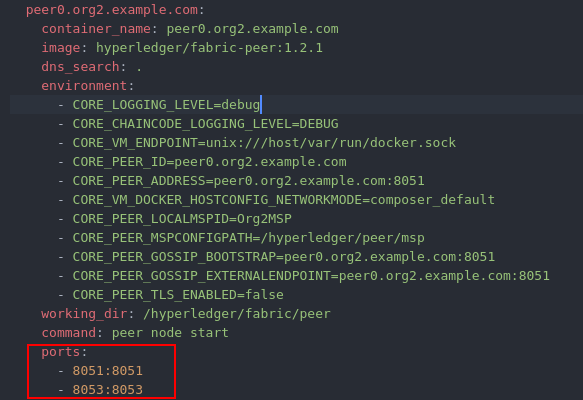 peer0.org2.example.com:
container_name: peer0.org2.example.com
image: hyperledger/fabric-peer:1.2.1
dns_search: .
environment:
- CORE_LOGGING_LEVEL=debug
- CORE_CHAINCODE_LOGGING_LEVEL=DEBUG
- CORE_VM_ENDPOINT=unix:///host/var/run/docker.sock
- CORE_PEER_ID=peer0.org2.example.com
- CORE_PEER_ADDRESS=peer0.org2.example.com:8051
- CORE_VM_DOCKER_HOSTCONFIG_NETWORKMODE=composer_default
- CORE_PEER_LOCALMSPID=Org2MSP
- CORE_PEER_MSPCONFIGPATH=/hyperledger/peer/msp
- CORE_PEER_GOSSIP_BOOTSTRAP=peer0.org2.example.com:8051
- CORE_PEER_GOSSIP_EXTERNALENDPOINT=peer0.org2.example.com:8051
- CORE_PEER_TLS_ENABLED=false
working_dir: /hyperledger/fabric/peer
command: peer node start
ports:
- 8051:8051
- 8053:8053